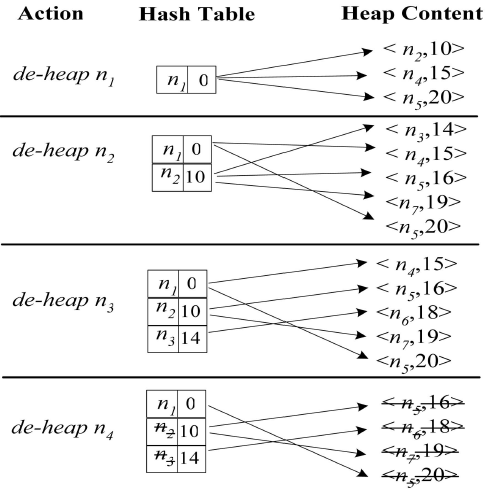 Action Hash Table Heap Content
de-heap n1 n1 0 < n2,10>
< n4,15>
< n5,20>
de-heap n2 n1 0 < n3,14>
n2 10 < n4,15>
< n5,16>
<n7,19>
<n5,20>
de-heap n3 n1 0 < n4,15>
n2 10 < n5,16>
n3 14 <n6,18>
<n7,19>
<n5,20>
de-heap n4 n1 0 < n5,16>
n2 10 < n6,18>
n3 14 <n7,19>
<n5,20>